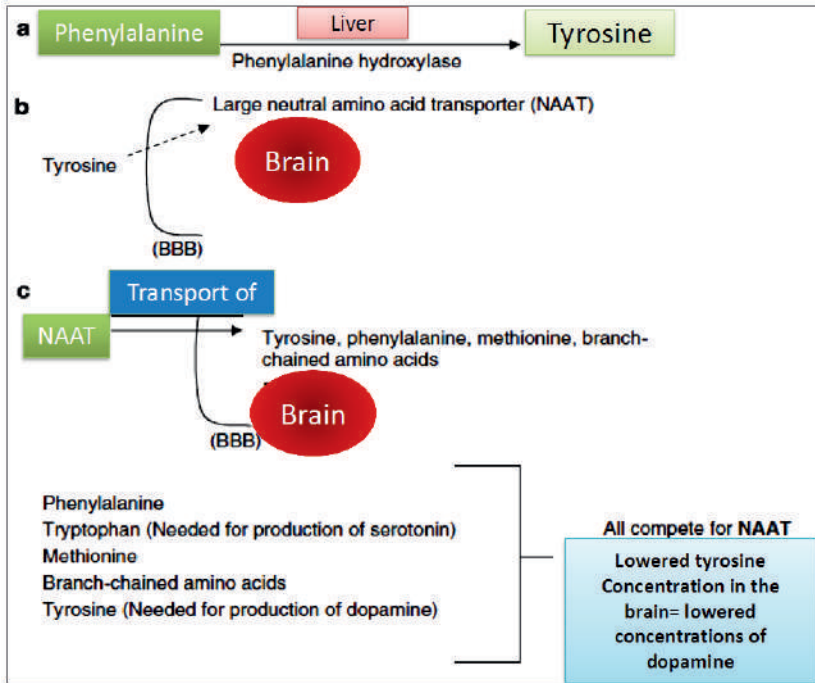 a
Phenylalanine
Liver
Tyrosine
Phenylalanine hydroxylase
b
Large neutral amino acid transporter (NAAT)
Tyrosine
Brain
(BBB)
c
Transport of
NAAT
Tyrosine, phenylalanine, methionine, branch-
chained amino acids
Brain
(BBB)
Phenylalanine
Tryptophan (Needed for production of serotonin)
Methionine
Branch-chained amino acids
Tyrosine (Needed for production of dopamine)
All compete for NAAT
Lowered tyrosine
Concentration in the
brain= lowered
concentrations of
dopamine